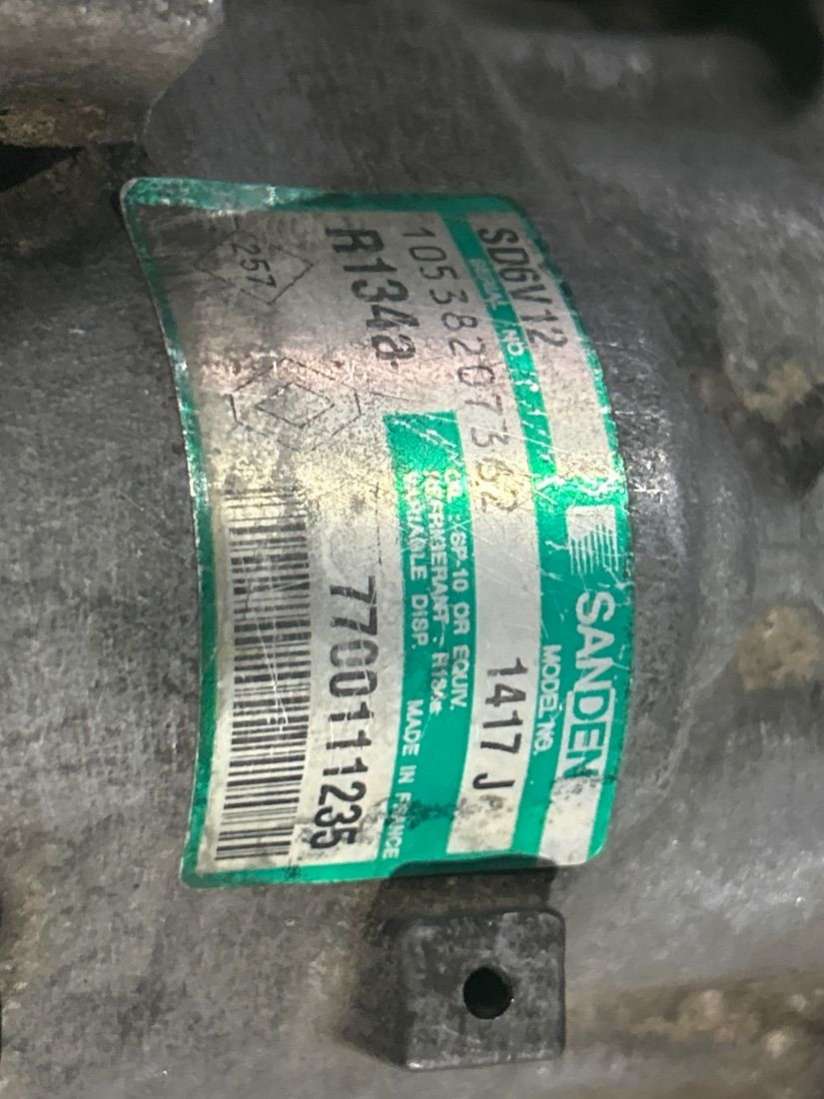 SANDEN
SD6V12
MODEL NO.
SERIAL NO.
1417 J
10538207362
R134a
OIL : SP-10 OR EQUIV.
REFRIGERANT : R134a
VARIABLE DISP.
MADE IN FRANCE
7700111235
257